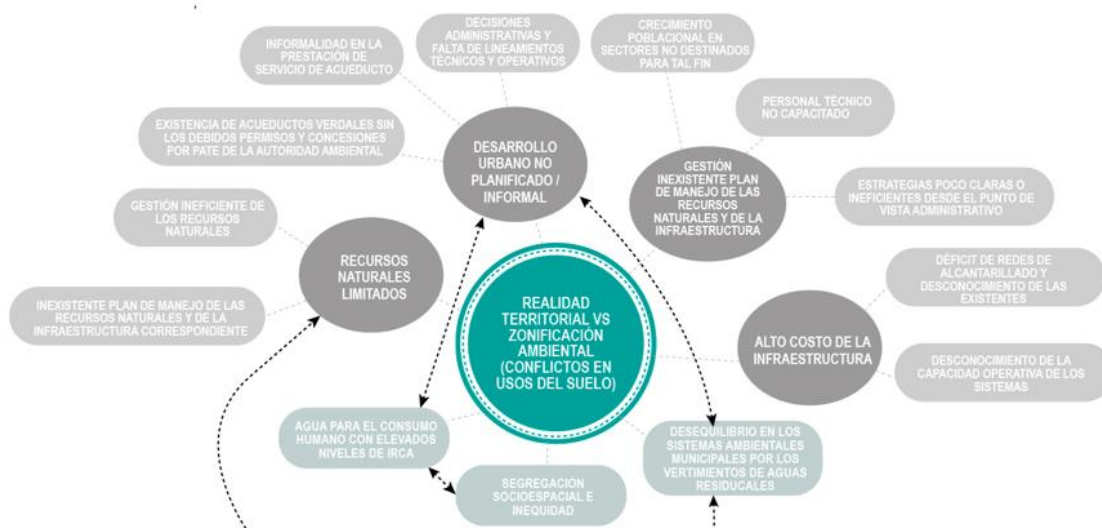 DECISIONES
ADMINISTRATIVAS Y
FALTA DE LINEAMIENTOS
TÉCNICOS Y OPERATIVOS
CRECIMIENTO
POBLACIONAL EN
SECTORES NO DESTINADOS
PARA TAL FIN
INFORMALIDAD EN LA
PRESTACIÓN DE
SERVICIO DE ACUEDUCTO
PERSONAL TÉCNICO
NO CAPACITADO
EXISTENCIA DE ACUEDUCTOS VERDALES SIN
LOS DEBIDOS PERMISOS Y CONCESIONES
POR PATE DE LA AUTORIDAD AMBIENTAL
DESARROLLO
URBANO NO
PLANIFICADO /
INFORMAL
GESTIÓN
INEXISTENTE PLAN
DE MANEJO DE LAS
RECURSOS
NATURALES Y DE LA
INFRAESTRUCTURA
ESTRATEGIAS POCO CLARAS O
INEFICIENTES DESDE EL PUNTO DE
VISTA ADMINISTRATIVO
GESTIÓN INEFICIENTE DE
LOS RECURSOS
NATURALES
RECURSOS
NATURALES
LIMITADOS
DÉFICIT DE REDES DE
ALCANTARILLADO Y
DESCONOCIMIENTO DE LAS
EXISTENTES
INEXISTENTE PLAN DE MANEJO DE LAS
RECURSOS NATURALES Y DE LA
INFRAESTRUCTURA CORRESPONDIENTE
REALIDAD
TERRITORIAL VS
ZONIFICACIÓN
AMBIENTAL
(CONFLICTOS EN
USOS DEL SUELO)
ALTO COSTO DE LA
INFRAESTRUCTURA
DESCONOCIMIENTO DE LA
CAPACIDAD OPERATIVA DE LOS
SISTEMAS
AGUA PARA EL CONSUMO
HUMANO CON ELEVADOS
NIVELES DE IRCA
DESEQUILIBRIO EN LOS
SISTEMAS AMBIENTALES
MUNICIPALES POR LOS
VERTIMIENTOS DE AGUAS
RESIDUCALES
SEGREGACIÓN
SOCIOESPACIAL E
INEQUIDAD